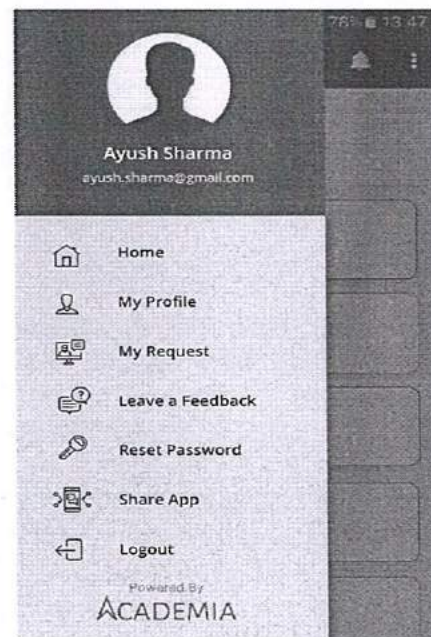 78% 13:47
Ayush Sharma
ayush.sharma@gmail.com
Home
My Profile
My Request
Leave a Feedback
Reset Password
Share App
Logout
Powered By
ACADEMIA